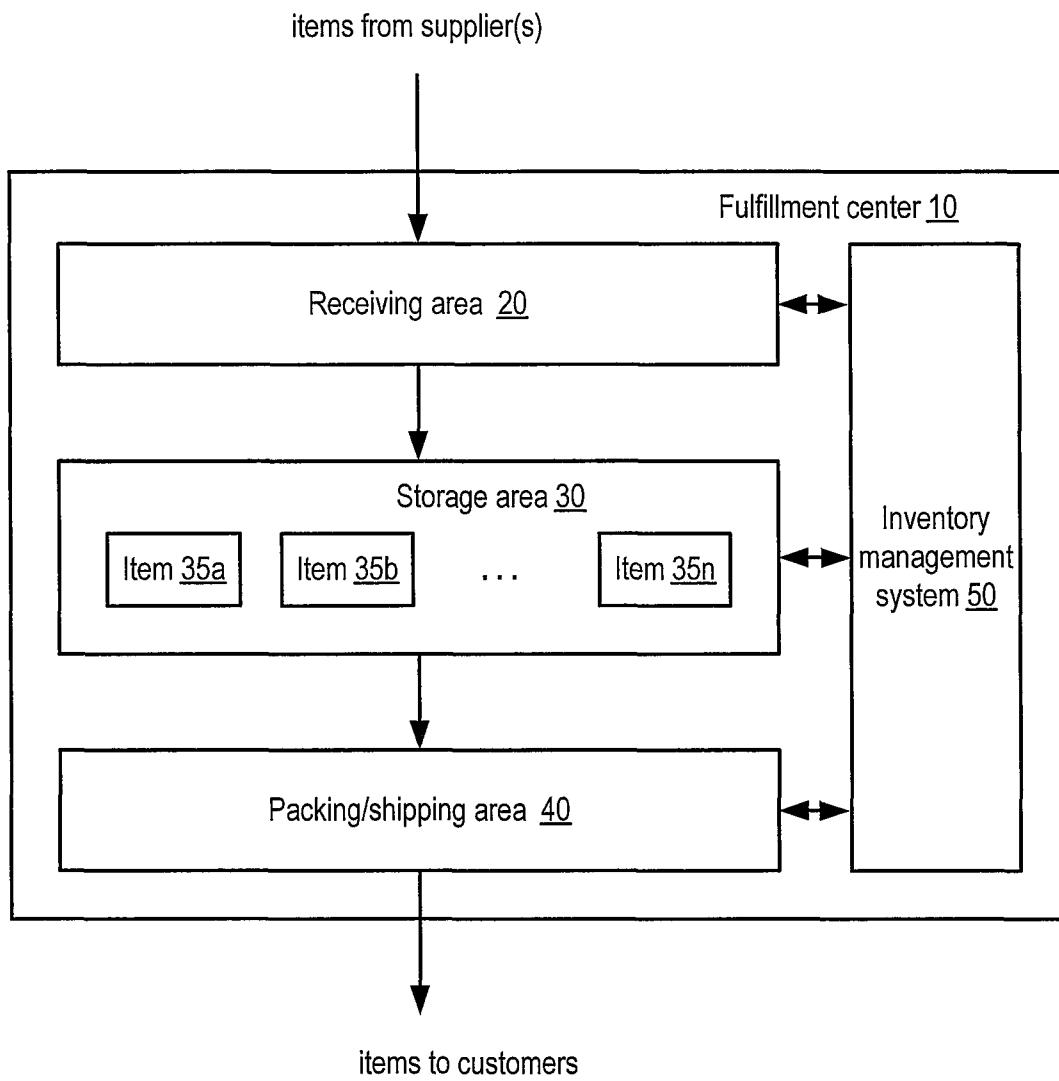 items from supplier(s)
Fulfillment center 10
Receiving area 20
Storage area 30
Item 35a Item 35b ... Item 35n
Inventory
management
system 50
Packing/shipping area 40
items to customers